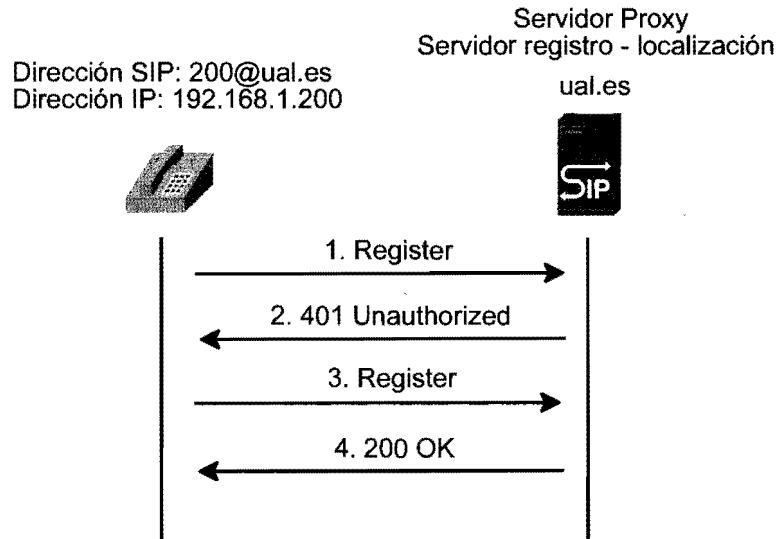 Servidor Proxy
Servidor registro - localización
Dirección SIP: 200@ual.es
Dirección IP: 192.168.1.200
ual.es
SIP
1. Register
2. 401 Unauthorized
3. Register
4. 200 OK